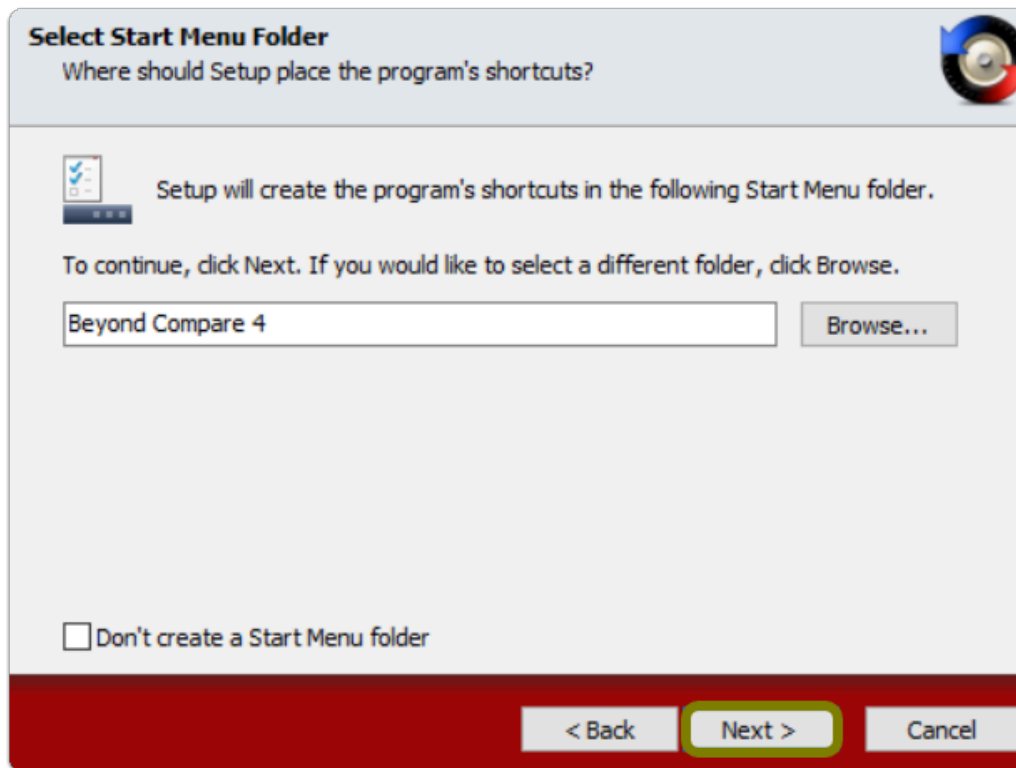 Select Start Menu Folder
Where should Setup place the program's shortcuts?
Setup will create the program's shortcuts in the following Start Menu folder.
To continue, click Next. If you would like to select a different folder, click Browse.
Beyond Compare 4
Browse...
Don't create a Start Menu folder
< Back
Next >
Cancel